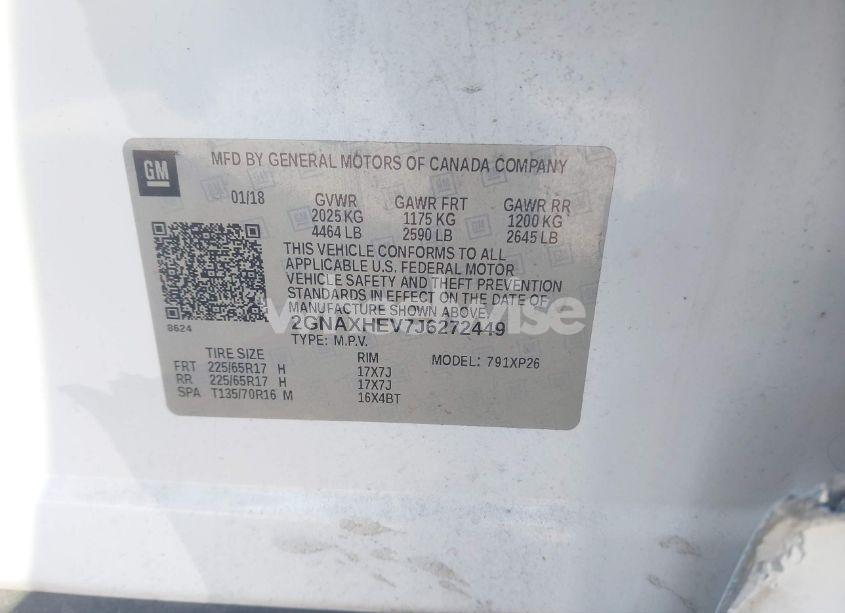 GM
MFD BY GENERAL MOTORS OF CANADA COMPANY
01/18 GVWR GAWR FRT GAWR RR
2025 KG 1175 KG 1200 KG
4464 LB 2590 LB 2645 LB
THIS VEHICLE CONFORMS TO ALL
APPLICABLE U.S. FEDERAL MOTOR
VEHICLE SAFETY AND THEFT PREVENTION
STANDARDS IN EFFECT ON THE DATE OF
MANUFACTURE SHOWN ABOVE.
8624
2GNAXHEV7J6272449
TYPE: M.P.V.
TIRE SIZE RIM MODEL: 791XP26
FRT 225/65R17 H 17X7J
RR 225/65R17 H 17X7J
SPA T135/70R16 M 16X4BT